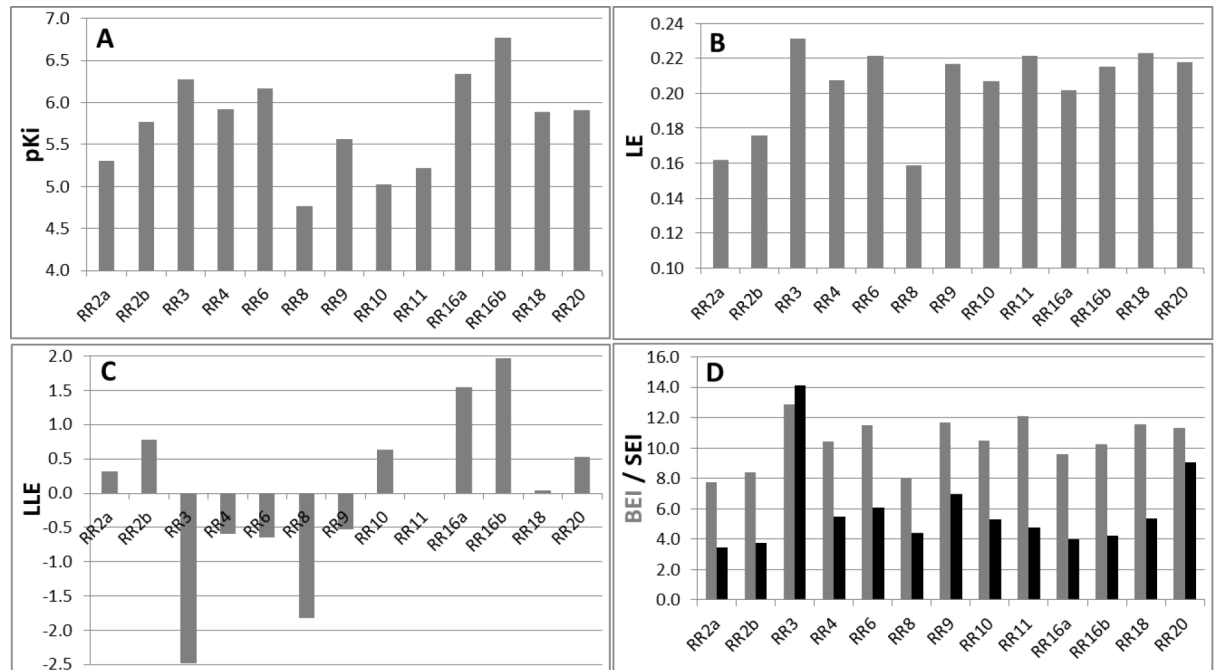 A
pKi
7.0
6.5
6.0
5.5
5.0
4.5
4.0
RR2a RR2b RR3 RR4 RR6 RR8 RR9 RR10 RR11 RR16a RR16b RR18 RR20
B
LE
0.24
0.22
0.20
0.18
0.16
0.14
0.12
0.10
RR2a RR2b RR3 RR4 RR6 RR8 RR9 RR10 RR11 RR16a RR16b RR18 RR20
C
LLE
2.0
1.5
1.0
0.5
0.0
-0.5
-1.0
-1.5
-2.0
-2.5
RR2a RR2b RR3 RR4 RR6 RR8 RR9 RR10 RR11 RR16a RR16b RR18 RR20
D
BEI / SEI
16.0
14.0
12.0
10.0
8.0
6.0
4.0
2.0
0.0
RR2a RR2b RR3 RR4 RR6 RR8 RR9 RR10 RR11 RR16a RR16b RR18 RR20